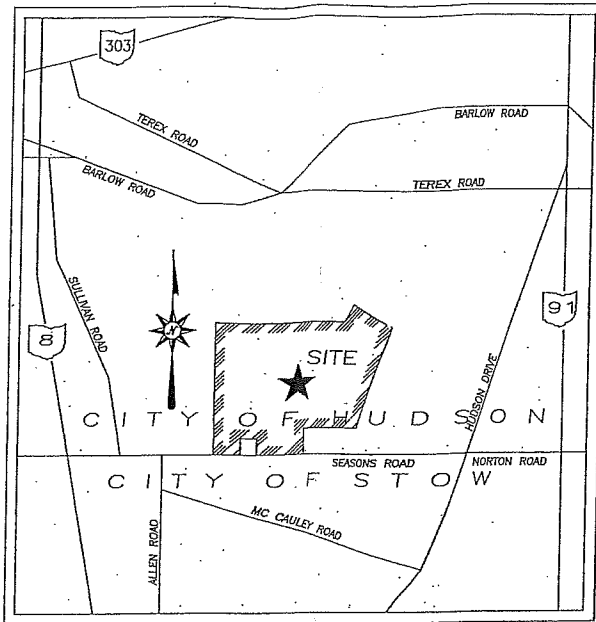 303
TEREX ROAD
BARLOW ROAD
BARLOW ROAD
TEREX ROAD
SULLIVAN ROAD
N
8
91
SITE
HUDSON DRIVE
CITY OF HUDSON
SEASONS ROAD
NORTON ROAD
CITY OF STOW
ALLEN ROAD
MC CAULEY ROAD